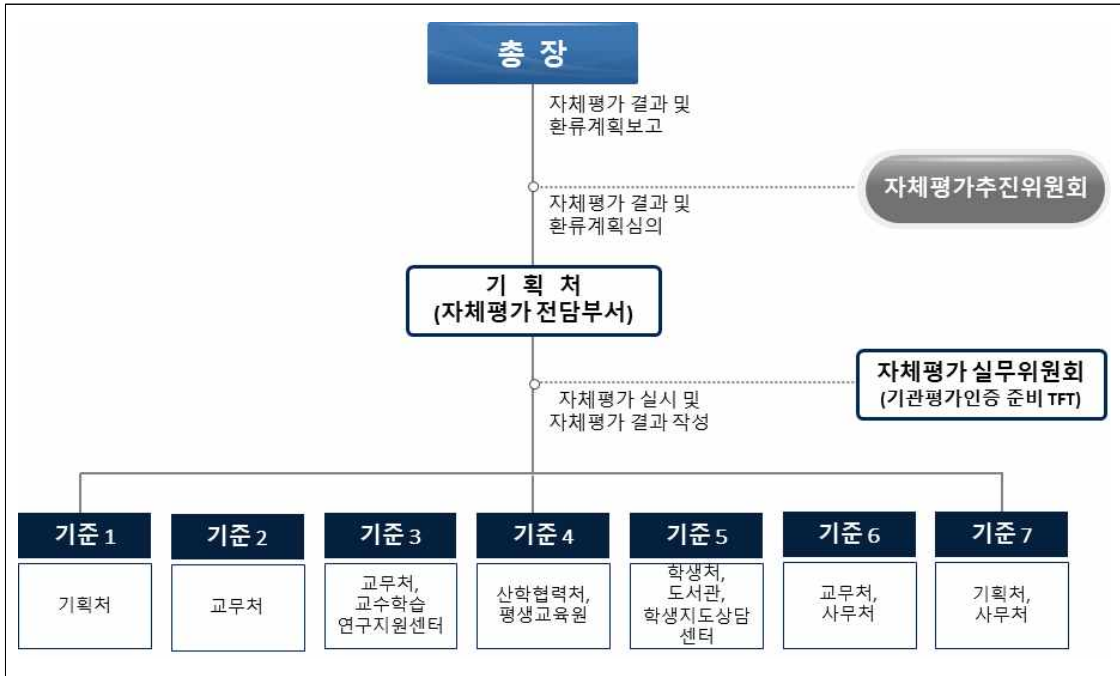 총 장
자체평가 결과 및
환류계획보고
자체평가추진위원회
자체평가 결과 및
환류계획심의
기 획 처
(자체평가 전담부서)
자체평가 실무위원회
(기관평가인증 준비 TFT)
자체평가 실시 및
자체평가 결과 작성
기준 1
기획처
기준 2
교무처
기준 3
교무처,
교수학습
연구지원센터
기준 4
산학협력처,
평생교육원
기준 5
학생처,
도서관,
학생지도상담
센터
기준 6
교무처,
사무처
기준 7
기획처,
사무처